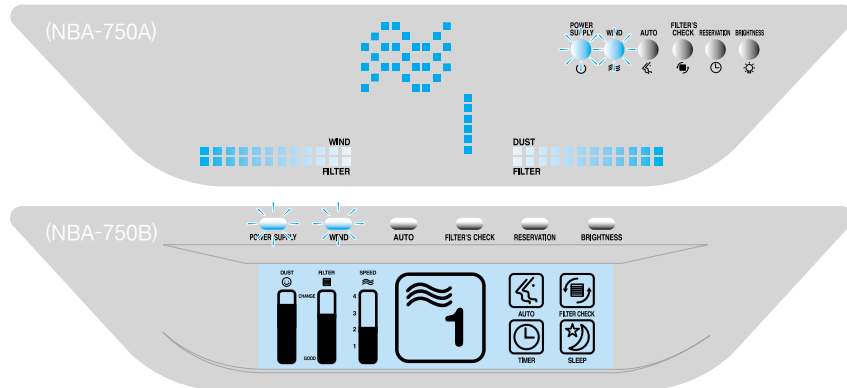 (NBA-750A)
POWER SUPPLY
WIND
AUTO
FILTER'S CHECK
RESERVATION
BRIGHTNESS
1
WIND
FILTER
DUST
FILTER
(NBA-750B)
POWER SUPPLY
WIND
AUTO
FILTER'S CHECK
RESERVATION
BRIGHTNESS
DUST
FILTER
SPEED
CHANGE
GOOD
4
3
2
1
1
AUTO
FILTER CHECK
TIMER
SLEEP